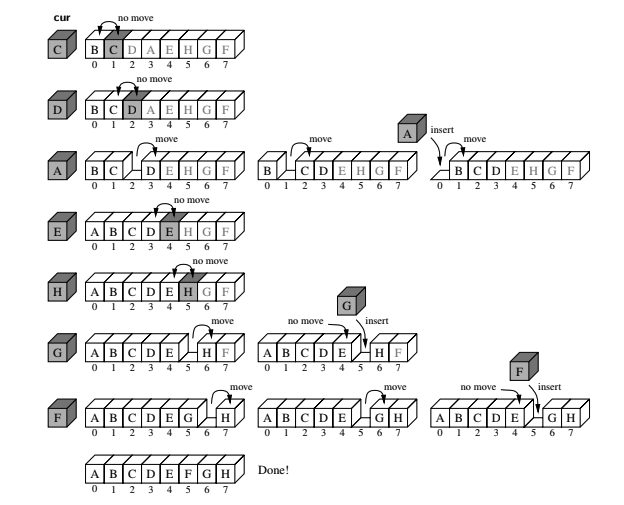 cur
no move
C B C D A E H G F
0 1 2 3 4 5 6 7
no move
D B C D A E H G F
0 1 2 3 4 5 6 7
A insert
move move move
A B C D E H G F B C D E H G F B C D E H G F
0 1 2 3 4 5 6 7 0 1 2 3 4 5 6 7 0 1 2 3 4 5 6 7
no move
E A B C D E H G F
0 1 2 3 4 5 6 7
no move
H A B C D E H G F
0 1 2 3 4 5 6 7
G
move no move insert
G A B C D E H F A B C D E H F
0 1 2 3 4 5 6 7 0 1 2 3 4 5 6 7
F
move move no move insert
F A B C D E G H A B C D E G H A B C D E G H
0 1 2 3 4 5 6 7 0 1 2 3 4 5 6 7 0 1 2 3 4 5 6 7
A B C D E F G H Done!
0 1 2 3 4 5 6 7